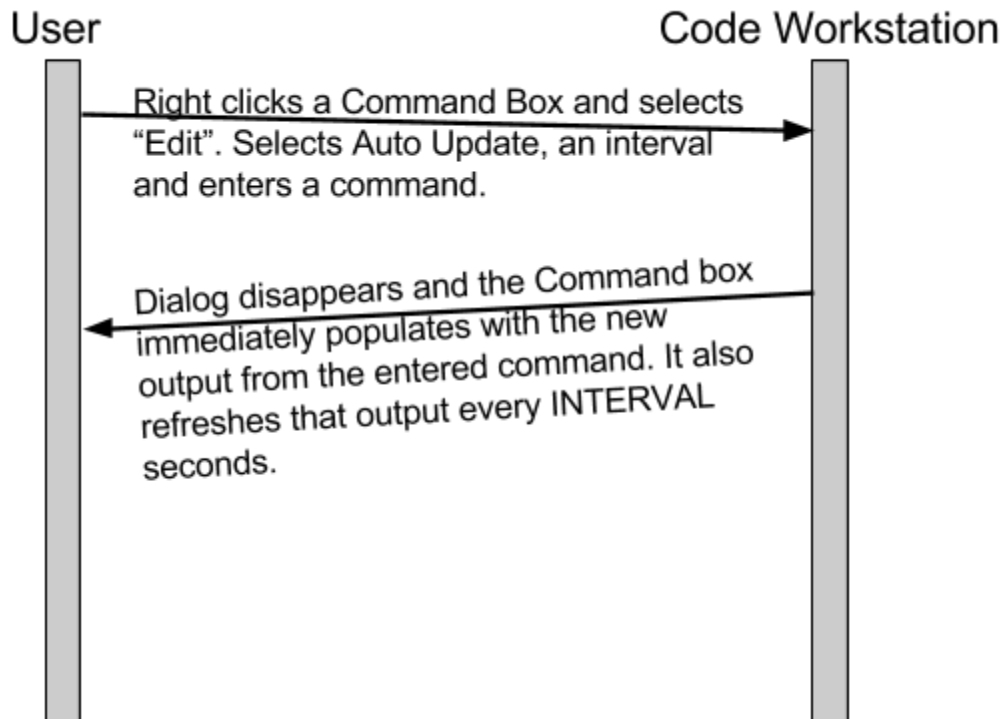 User
Code Workstation
Right clicks a Command Box and selects
“Edit”. Selects Auto Update, an interval
and enters a command.
Dialog disappears and the Command box
immediately populates with the new
output from the entered command. It also
refreshes that output every INTERVAL
seconds.